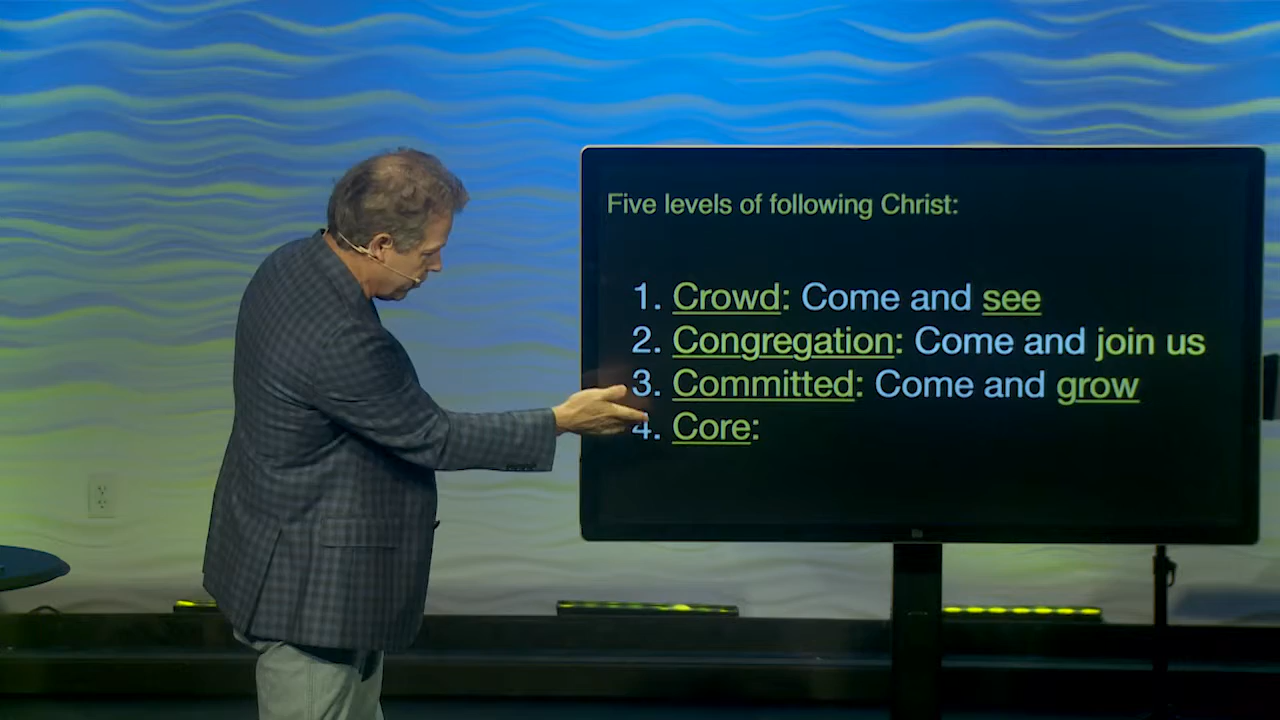 Five levels of following Christ:
1. Crowd: Come and see
2. Congregation: Come and join us
3. Committed: Come and grow
4. Core: